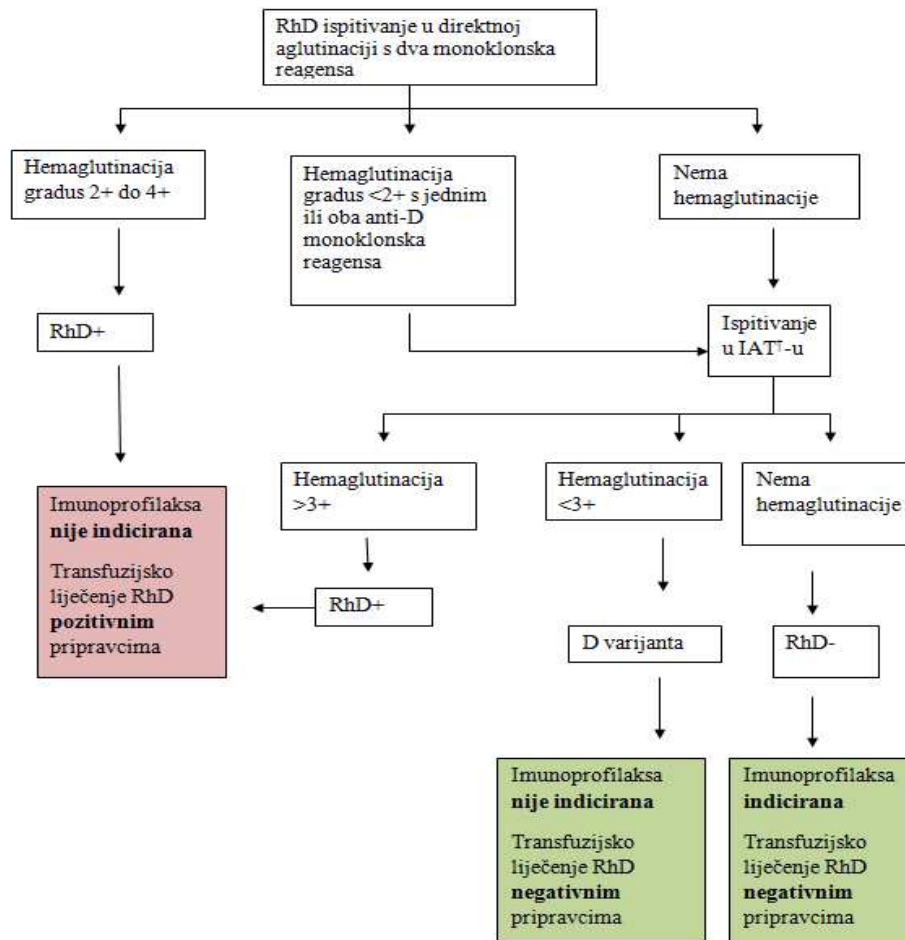 RhD ispitivanje u direktnoj
aglutinaciji s dva monoklonska
reagensa
Hemaglutinacija
gradus 2+ do 4+
Hemaglutinacija
gradus <2+ s jednim
ili oba anti-D
monoklonska
reagensa
Nema
hemaglutinacije
RhD+
Ispitivanje
u IAT†-u
Hemaglutinacija
>3+
Hemaglutinacija
<3+
Nema
hemaglutinacije
RhD+
D varijanta
RhD-
Imunoprofilaksa
nije indicirana
Transfuzijsko
liječenje RhD
pozitivnim
pripravcima
Imunoprofilaksa
nije indicirana
Transfuzijsko
liječenje RhD
negativnim
pripravcima
Imunoprofilaksa
indicirana
Transfuzijsko
liječenje RhD
negativnim
pripravcima